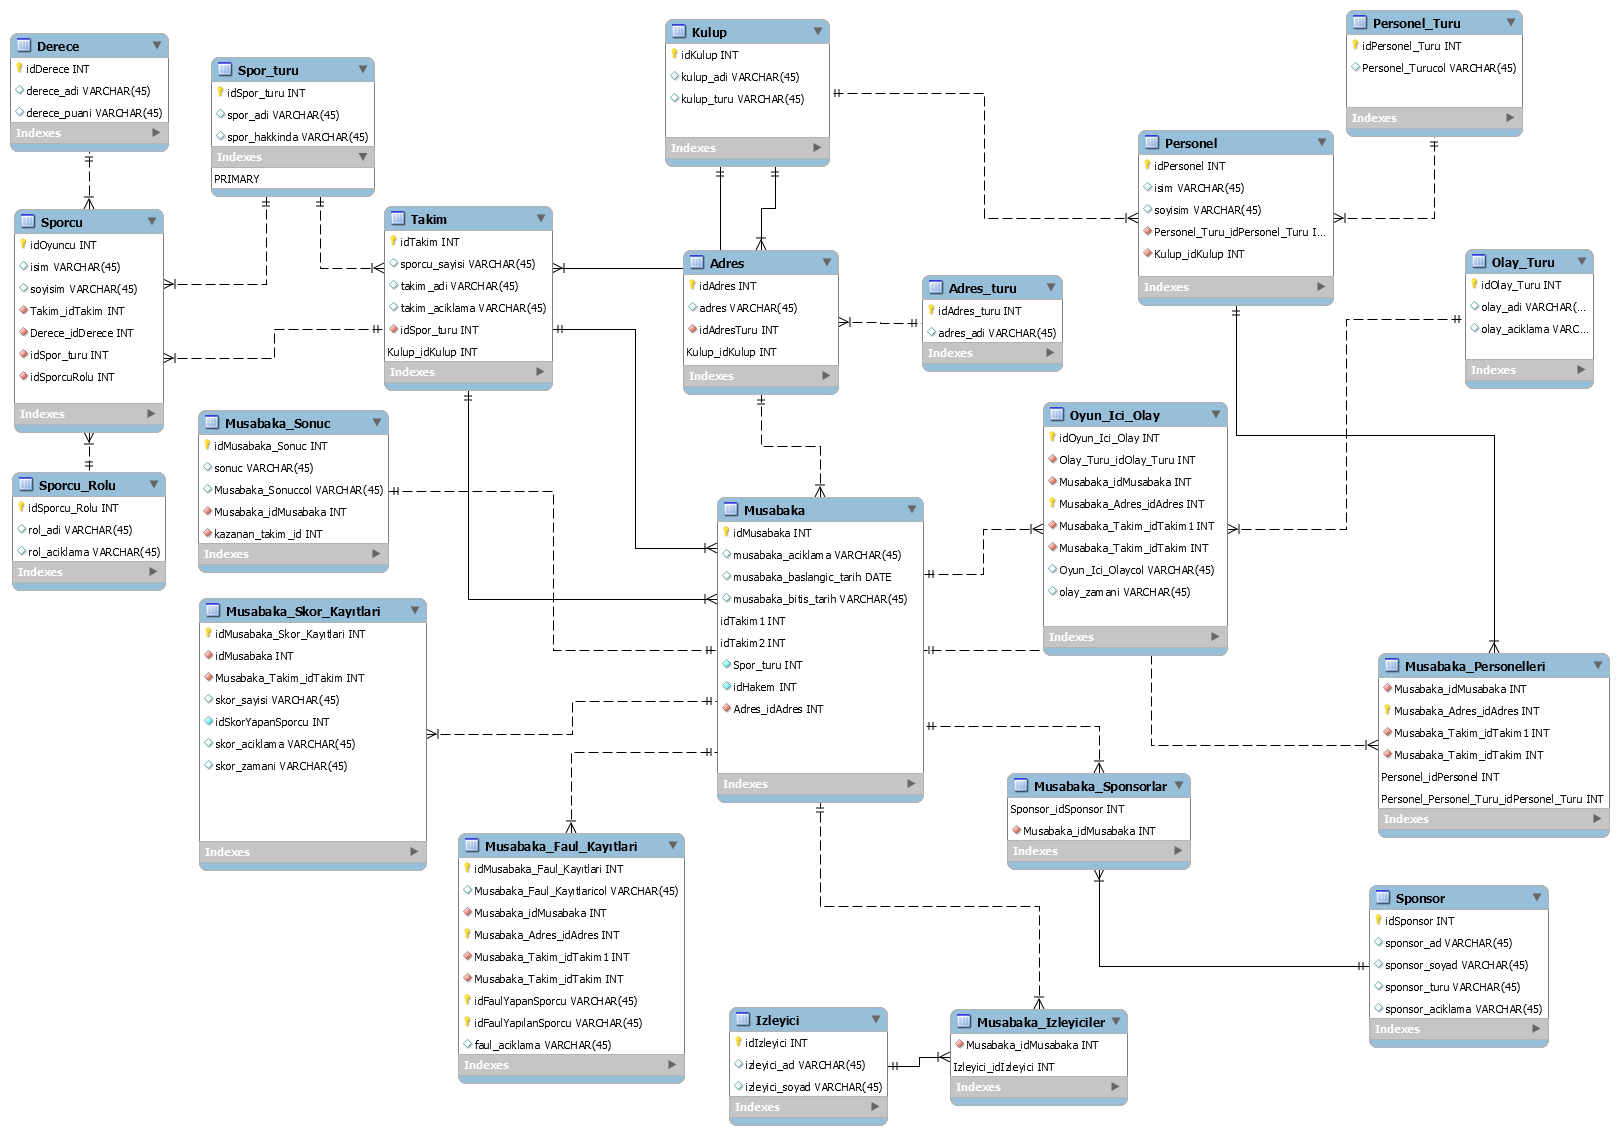 Derece
idDerece INT
derece_adi VARCHAR(45)
derece_puani VARCHAR(45)
Indexes
Spor_turu
idSpor_turu INT
spor_adi VARCHAR(45)
spor_hakkinda VARCHAR(45)
Indexes
PRIMARY
Kulup
idKulup INT
kulup_adi VARCHAR(45)
kulup_turu VARCHAR(45)
Indexes
Personel_Turu
idPersonel_Turu INT
Personel_Turucol VARCHAR(45)
Indexes
Personel
idPersonel INT
isim VARCHAR(45)
soyisim VARCHAR(45)
Personel_Turu_idPersonel_Turu I...
Kulup_idKulup INT
Indexes
Sporcu
idOyuncu INT
isim VARCHAR(45)
soyisim VARCHAR(45)
Takim_idTakim INT
Derece_idDerece INT
idSpor_turu INT
idSporcuRolu INT
Indexes
Takim
idTakim INT
sporcu_sayisi VARCHAR(45)
takim_adi VARCHAR(45)
takim_aciklama VARCHAR(45)
idSpor_turu INT
Kulup_idKulup INT
Indexes
Adres
idAdres INT
adres VARCHAR(45)
idAdresTuru INT
Kulup_idKulup INT
Indexes
Adres_turu
idAdres_turu INT
adres_adi VARCHAR(45)
Indexes
Olay_Turu
idOlay_Turu INT
olay_adi VARCHAR(...
olay_aciklama VARC...
Indexes
Musabaka_Sonuc
idMusabaka_Sonuc INT
sonuc VARCHAR(45)
Musabaka_Sonuccol VARCHAR(45)
Musabaka_idMusabaka INT
kazanan_takim_id INT
Indexes
Oyun_Ici_Olay
idOyun_Ici_Olay INT
Olay_Turu_idOlay_Turu INT
Musabaka_idMusabaka INT
Musabaka_Adres_idAdres INT
Musabaka_Takim_idTakim1 INT
Musabaka_Takim_idTakim INT
Oyun_Ici_Olaycol VARCHAR(45)
olay_zamani VARCHAR(45)
Indexes
Sporcu_Rolu
idSporcu_Rolu INT
rol_adi VARCHAR(45)
rol_aciklama VARCHAR(45)
Indexes
Musabaka
idMusabaka INT
musabaka_aciklama VARCHAR(45)
musabaka_baslangic_tarih DATE
musabaka_bitis_tarih VARCHAR(45)
idTakim1 INT
idTakim2 INT
Spor_turu INT
idHakem INT
Adres_idAdres INT
Indexes
Musabaka_Skor_Kayıtlari
idMusabaka_Skor_Kayitlari INT
idMusabaka INT
Musabaka_Takim_idTakim INT
skor_sayisi VARCHAR(45)
idSkorYapanSporcu INT
skor_aciklama VARCHAR(45)
skor_zamani VARCHAR(45)
Indexes
Musabaka_Personelleri
Musabaka_idMusabaka INT
Musabaka_Adres_idAdres INT
Musabaka_Takim_idTakim1 INT
Musabaka_Takim_idTakim INT
Personel_idPersonel INT
Personel_Personel_Turu_idPersonel_Turu INT
Indexes
Musabaka_Sponsorlar
Sponsor_idSponsor INT
Musabaka_idMusabaka INT
Indexes
Musabaka_Faul_Kayıtlari
idMusabaka_Faul_Kayıtlari INT
Musabaka_Faul_Kayıtlaricol VARCHAR(45)
Musabaka_idMusabaka INT
Musabaka_Adres_idAdres INT
Musabaka_Takim_idTakim1 INT
Musabaka_Takim_idTakim INT
idFaulYapanSporcu VARCHAR(45)
idFaulYapılanSporcu VARCHAR(45)
faul_aciklama VARCHAR(45)
Indexes
Sponsor
idSponsor INT
sponsor_ad VARCHAR(45)
sponsor_soyad VARCHAR(45)
sponsor_turu VARCHAR(45)
sponsor_aciklama VARCHAR(45)
Indexes
Izleyici
idIzleyici INT
izleyici_ad VARCHAR(45)
izleyici_soyad VARCHAR(45)
Indexes
Musabaka_Izleyiciler
Musabaka_idMusabaka INT
Izleyici_idIzleyici INT
Indexes